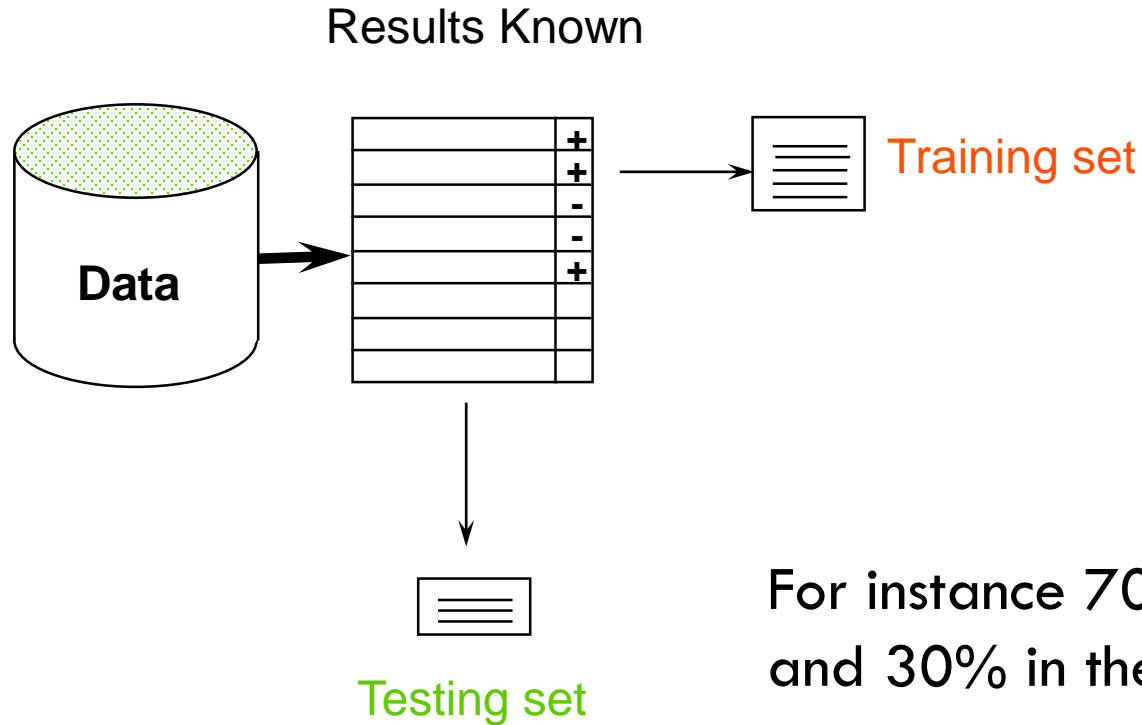 Results Known
+
+
-
-
+
Training set
Data
For instance 70
and 30% in the
Testing set